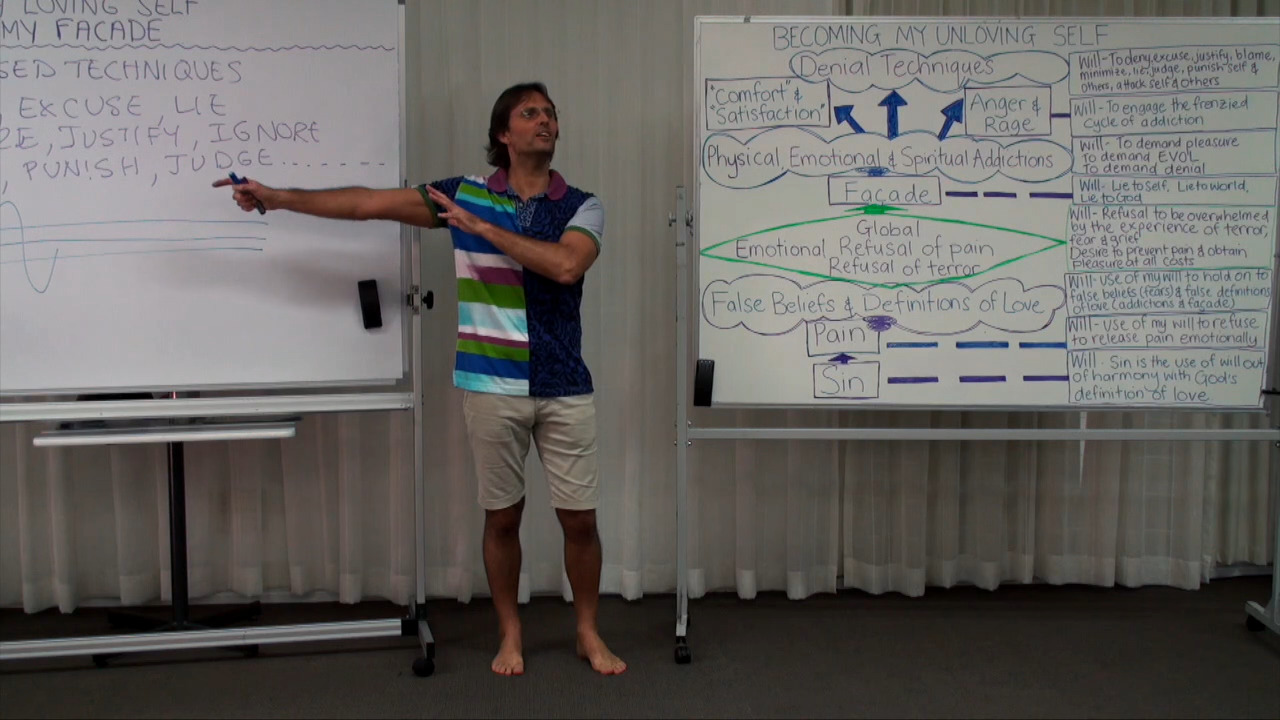 Y LOVING SELF
MY FACADE
SED TECHNIQUES
, EXCUSE, LIE
ZE, JUSTIFY, IGNORE
, PUNISH, JUDGE.......
BECOMING MY UNLOVING SELF
Denial Techniques
"Comfort" &
"Satisfaction"
Anger &
Rage
Physical, Emotional & Spiritual Addictions
Façade
Global
Emotional Refusal of pain
Refusal of terror
False Beliefs & Definitions of Love
Pain
Sin
Will - To deny, excuse, justify, blame,
minimize, lie, judge, punish self &
others, attack self & others
Will - To engage the frenzied
cycle of addiction
Will - To demand pleasure
To demand EVOL
To demand denial
Will - Lie to self. Lie to world,
Lie to God
Will - Refusal to be overwhelmed
by the experience of terror,
fear & grief
Desire to prevent pain & obtain
pleasure at all costs
Will - Use of my will to hold on to
false beliefs (fears) & false definitions
of love (addictions & façade)
Will - Use of my will to refuse
to release pain emotionally
Will - Sin is the use of will out
of harmony with God's
definition of love